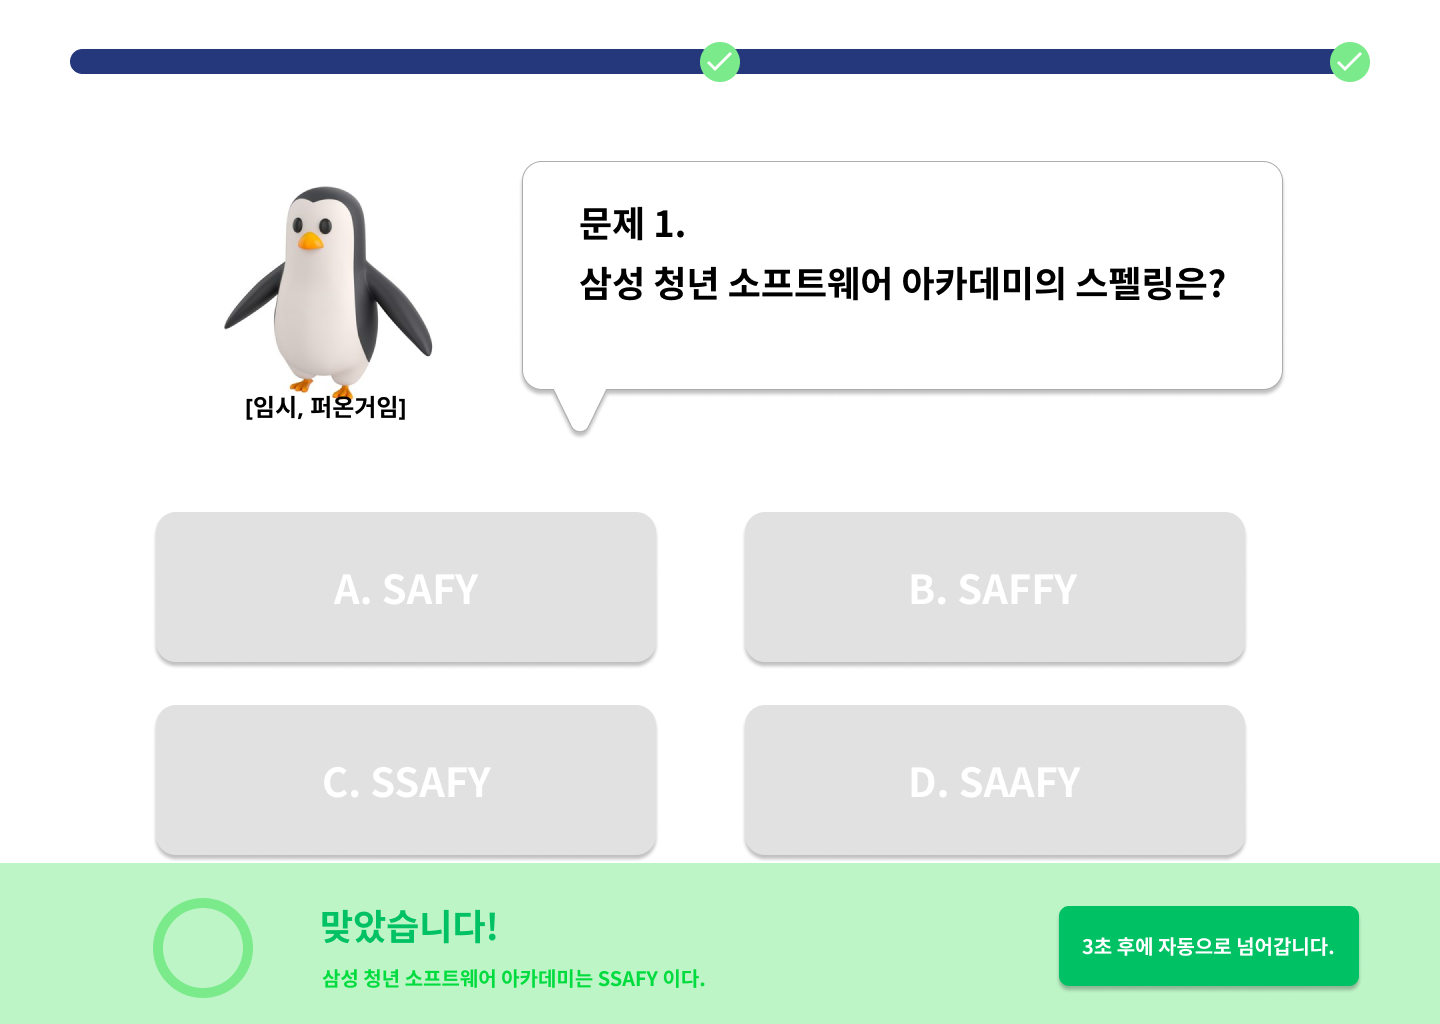 문제 1.
삼성 청년 소프트웨어 아카데미의 스펠링은?
[임시, 퍼온거임]
A. SAFY
B. SAFFY
C. SSAFY
D. SAAFY
맞았습니다!
삼성 청년 소프트웨어 아카데미는 SSAFY 이다.
3초 후에 자동으로 넘어갑니다.